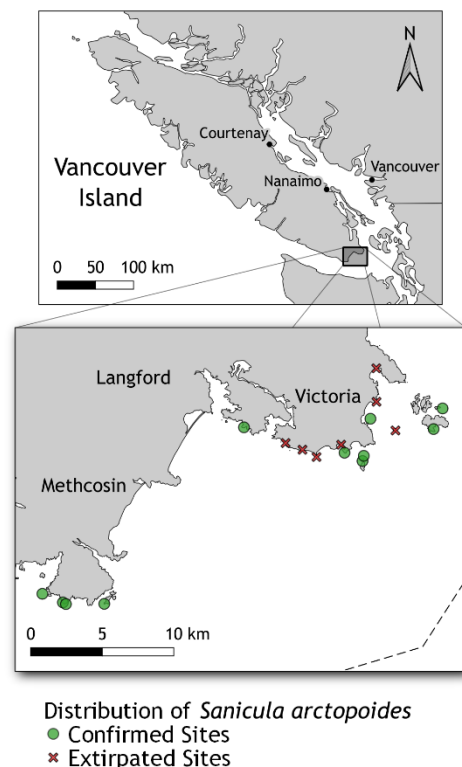 N
Courtenay
Vancouver
Vancouver
Island
Nanaimo
0 50 100 km
Langford
Victoria
Methcosin
0 5 10 km
Distribution of Sanicula arctopoides
Confirmed Sites
Extirpated Sites